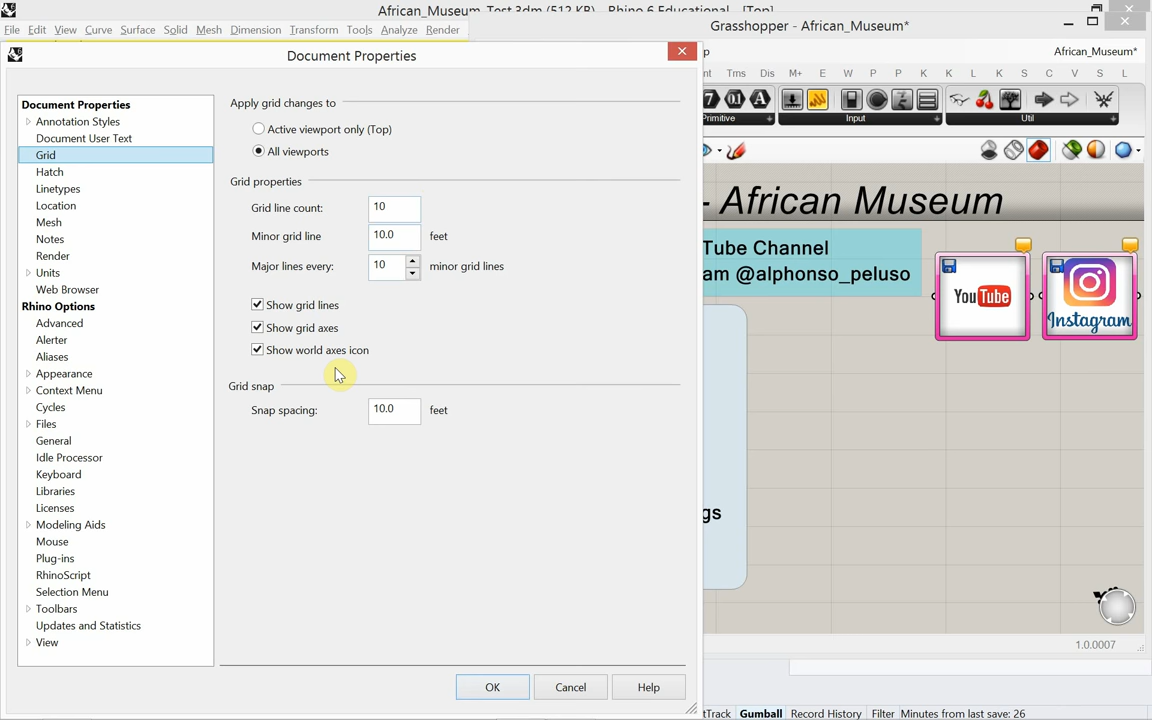 African_Museum_Test.3dm (512 KB) - Rhino 6 Educational - [Top]
File Edit View Curve Surface Solid Mesh Dimension Transform Tools Analyze Render
Grasshopper - African_Museum*
Document Properties
p
African_Museum*
nt Trns Dis M+ E W P P K K L K S C V S L
Primitive
Input
Util
Document Properties
Annotation Styles
Document User Text
Grid
Hatch
Linetypes
Location
Mesh
Notes
Render
Units
Web Browser
Rhino Options
Advanced
Alerter
Aliases
Appearance
Context Menu
Cycles
Files
General
Idle Processor
Keyboard
Libraries
Licenses
Modeling Aids
Mouse
Plug-ins
RhinoScript
Selection Menu
Toolbars
Updates and Statistics
View
Apply grid changes to
Active viewport only (Top)
All viewports
Grid properties
Grid line count: 10
Minor grid line 10.0 feet
Major lines every: 10 minor grid lines
Show grid lines
Show grid axes
Show world axes icon
Grid snap
Snap spacing: 10.0 feet
OK Cancel Help
- African Museum
Tube Channel
am @alphonso_peluso
YouTube
Instagram
gs
1.0.0007
tTrack Gumball Record History Filter Minutes from last save: 26